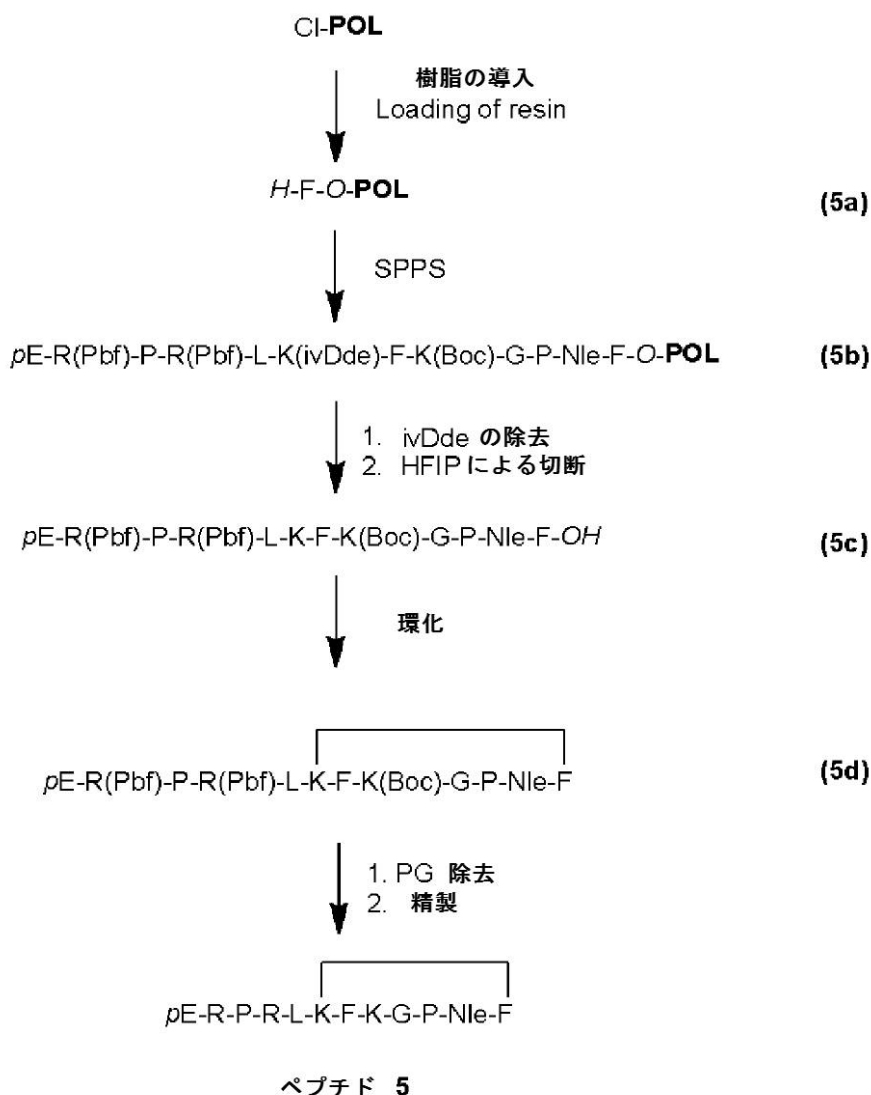 Cl-POL
樹脂の導入
Loading of resin
H-F-O-POL
(5a)
SPPS
pE-R(Pbf)-P-R(Pbf)-L-K(ivDde)-F-K(Boc)-G-P-Nle-F-O-POL
(5b)
1. ivDde の除去
2. HFIP による切断
pE-R(Pbf)-P-R(Pbf)-L-K-F-K(Boc)-G-P-Nle-F-OH
(5c)
環化
pE-R(Pbf)-P-R(Pbf)-L-K-F-K(Boc)-G-P-Nle-F
(5d)
1. PG 除去
2. 精製
pE-R-P-R-L-K-F-K-G-P-Nle-F
ペプチド 5